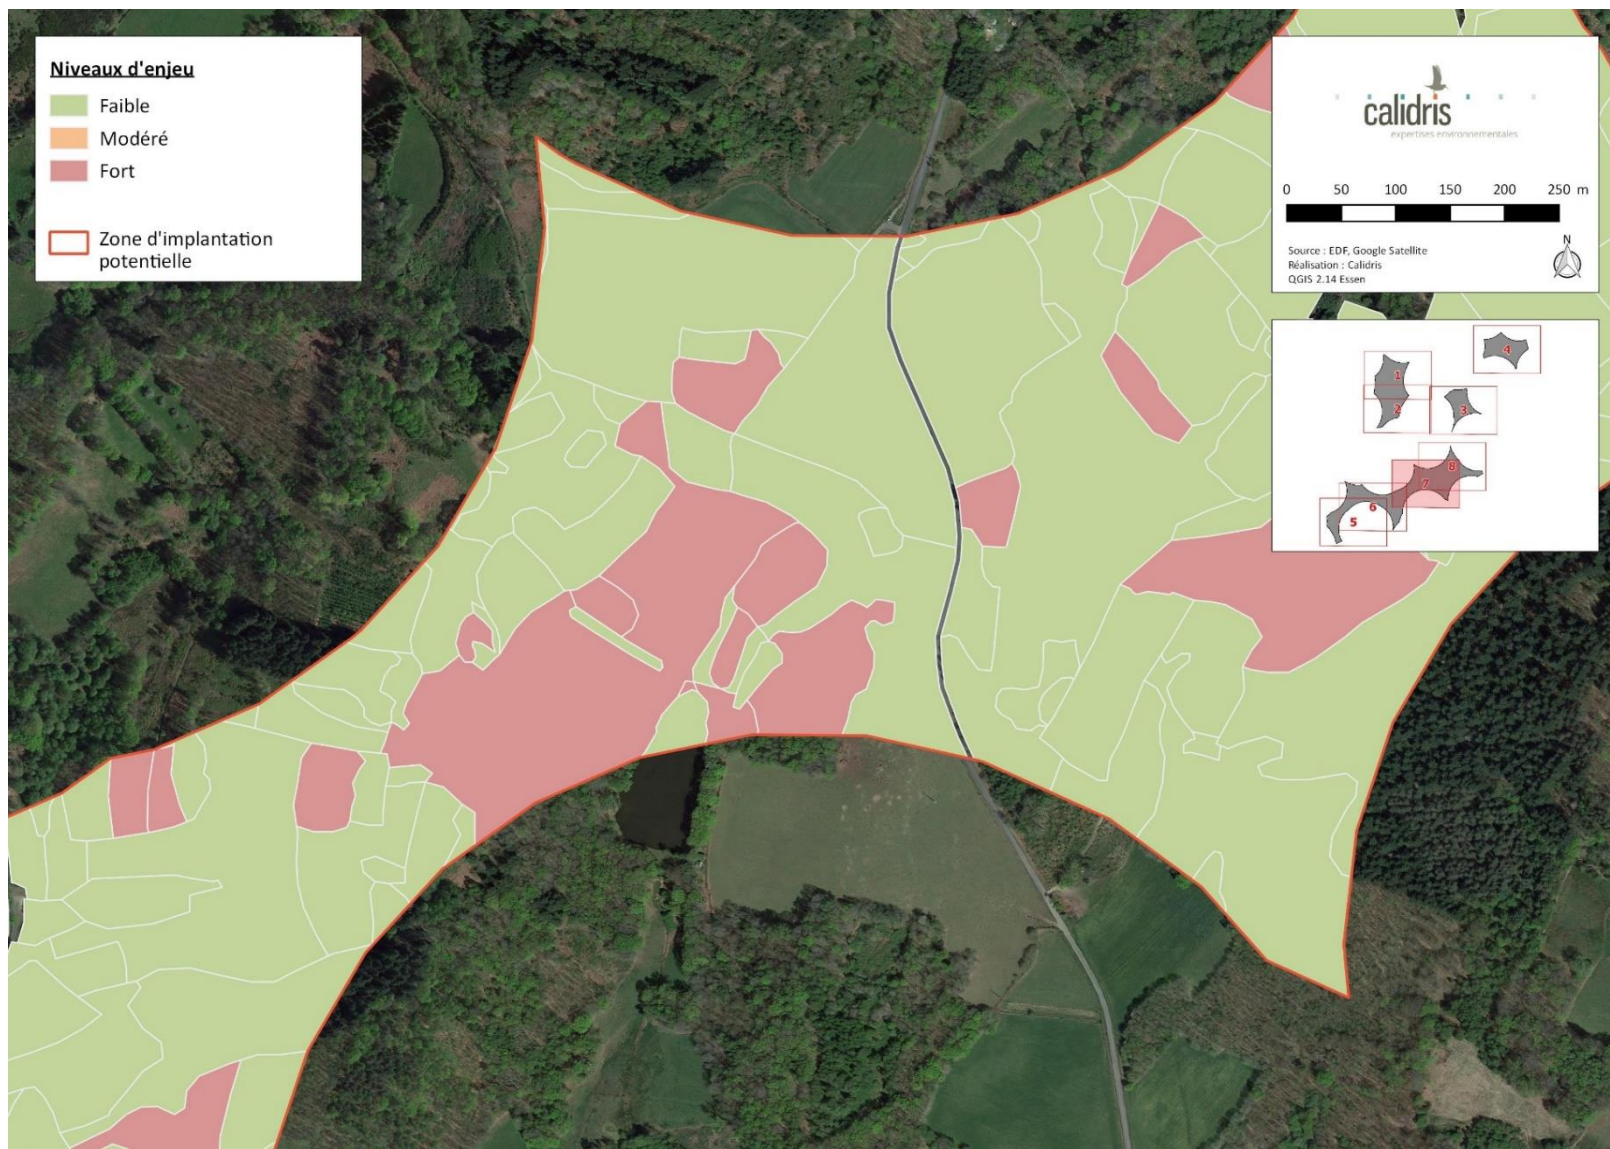 Niveaux d'enjeu
Faible
Modéré
Fort
Zone d'implantation
potentielle
calidris
expertises environnementales
0 50 100 150 200 250 m
Source : EDF, Google Satellite
Réalisation : Calidris
QGIS 2.14 Essen
N
1
2
3
4
5
6
7
8